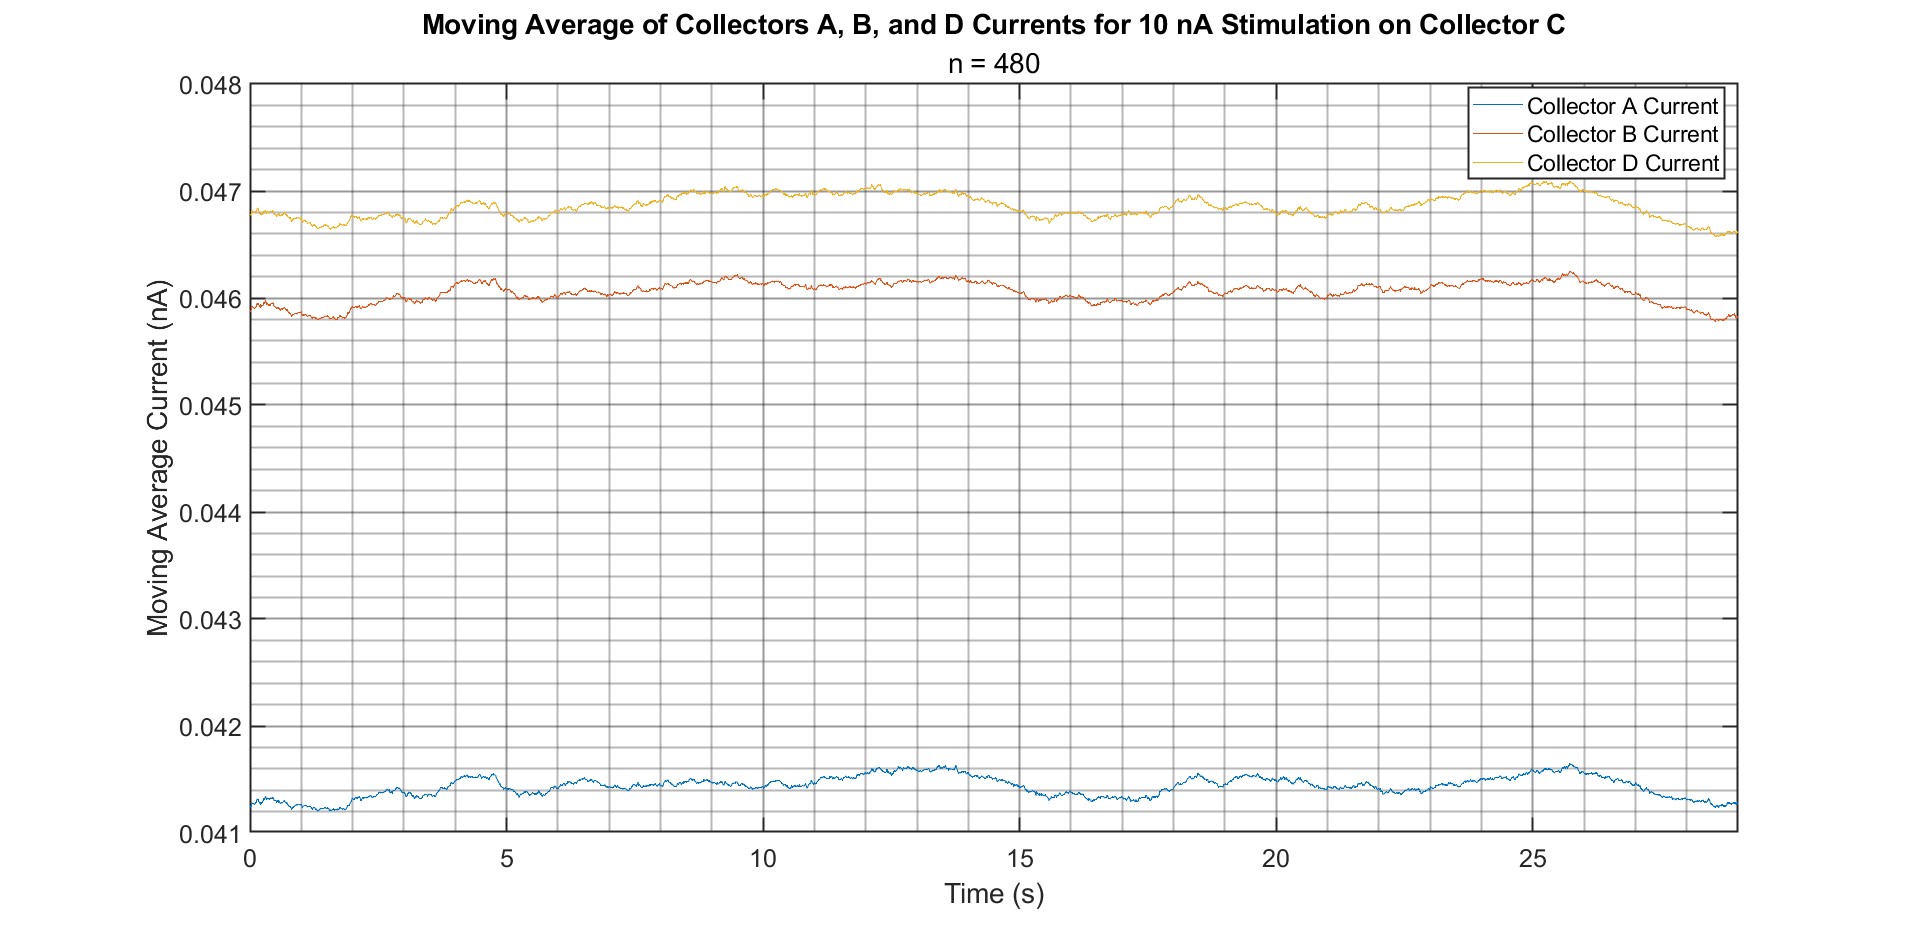 Moving Average of Collectors A, B, and D Currents for 10 nA Stimulation on Collector C
n = 480
Collector A Current
Collector B Current
Collector D Current
Moving Average Current (nA)
0.048
0.047
0.046
0.045
0.044
0.043
0.042
0.041
0
5
10
15
20
25
Time (s)